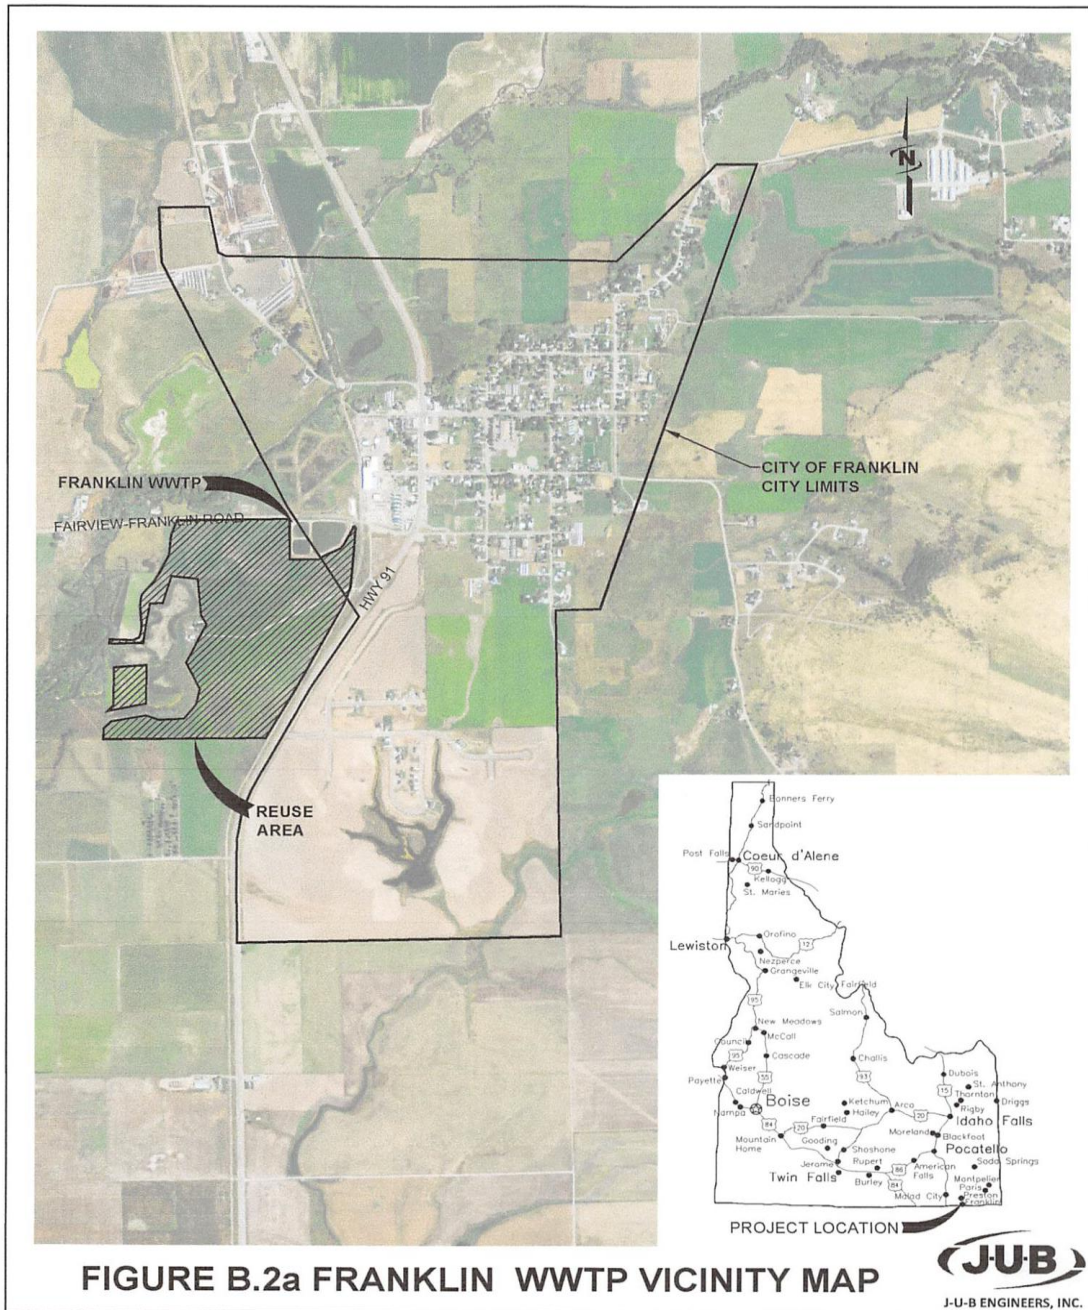 N
CITY OF FRANKLIN
CITY LIMITS
FRANKLIN WWTP
FAIRVIEW-FRANKLIN ROAD
HWY 91
REUSE
AREA
Bonners Ferry
Sandpoint
Post Falls
Coeur d'Alene
90
Kellogg
St. Maries
Lewiston
Orofino
12
Nezperce
Grangeville
Elk City
Fairfield
95
Salmon
New Meadows
McCall
Council
95
Cascade
Challis
Weiser
55
93
Dubois
Payette
15
St. Anthony
Caldwell
Thornton
Driggs
Boise
Ketchum
Arco
Rigby
Nampa
Hailey
20
Idaho Falls
84
20
Fairfield
Moreland
Blackfoot
Mountain
Home
Gooding
Shoshone
Pocatello
Jerome
Rupert
86
American
Falls
Soda Springs
Twin Falls
Burley
84
Montpelier
Paris
Malad City
Preston
Franklin
PROJECT LOCATION
FIGURE B.2a FRANKLIN WWTP VICINITY MAP
J-U-B
J-U-B ENGINEERS, INC.